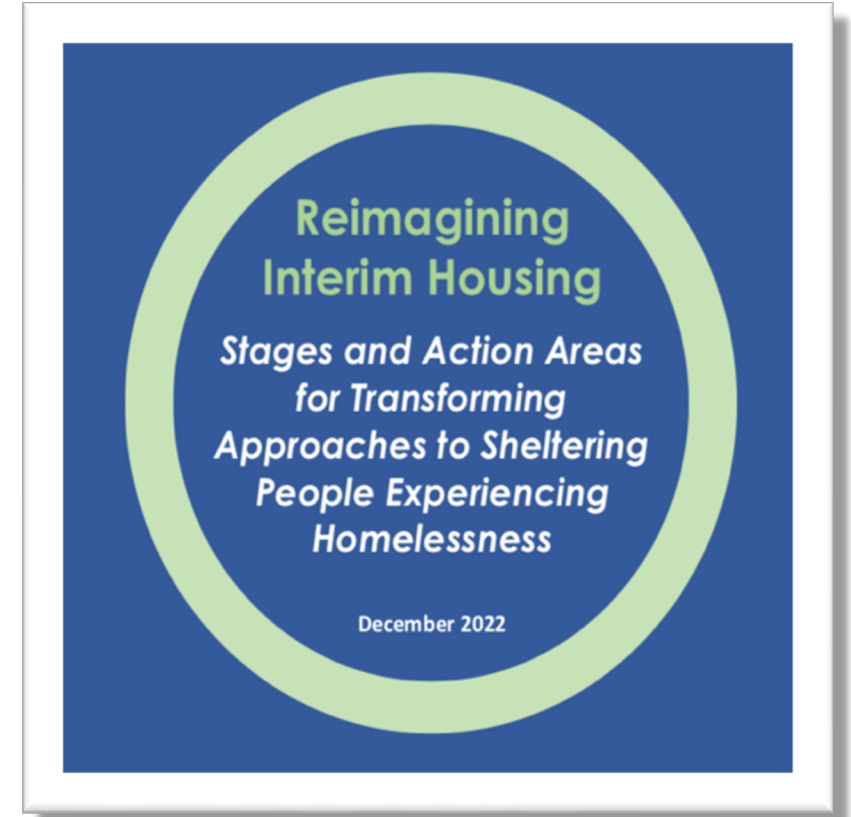 Reimagining
Interim Housing
Stages and Action Areas
for Transforming
Approaches to Sheltering
People Experiencing
Homelessness
December 2022